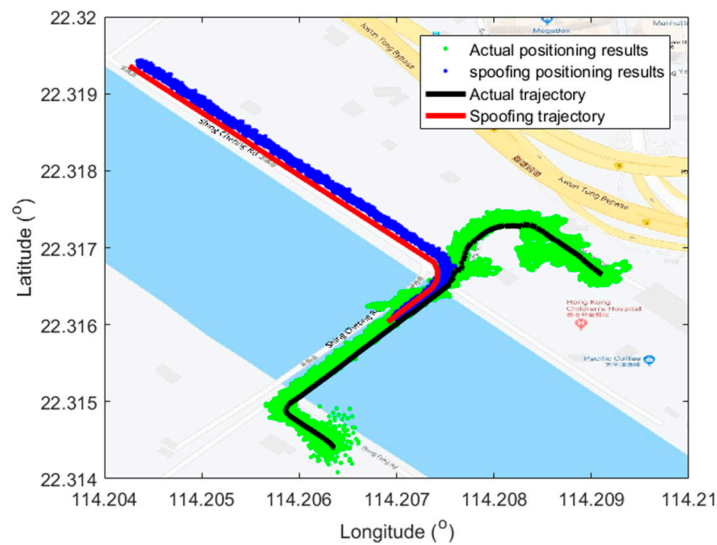 22.32
22.319
22.318
22.317
22.316
22.315
22.314
Latitude (o)
114.204
114.205
114.206
114.207
114.208
114.209
114.21
Longitude (o)
Actual positioning results
spoofing positioning results
Actual trajectory
Spoofing trajectory
MegaBox
Kwun Tong Bypass
Shing Cheong Rd
Kwun Tong Bypass
Shing Cheong R
Hong Kong
Children's Hospital
Pacific Coffee